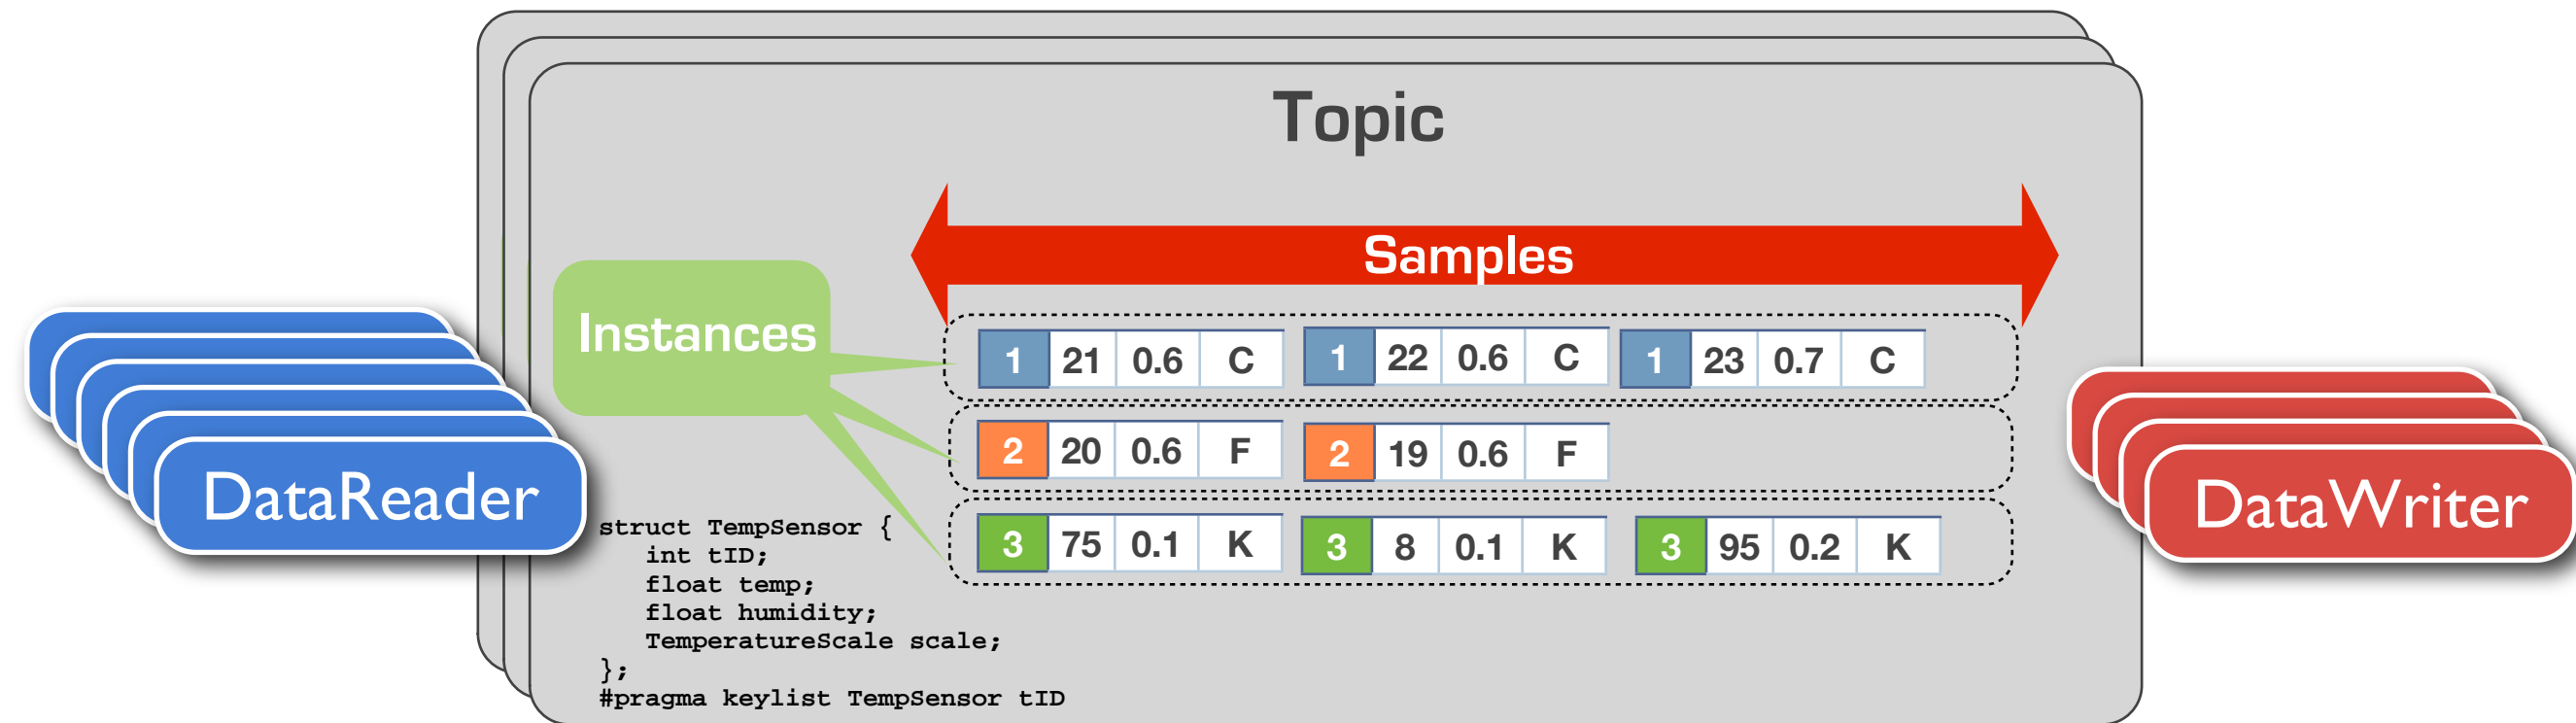 Topic
Samples
Instances
1 21 0.6 C 1 22 0.6 C 1 23 0.7 C
2 20 0.6 F 2 19 0.6 F
3 75 0.1 K 3 8 0.1 K 3 95 0.2 K
DataReader
DataWriter
struct TempSensor {
   int tID;
   float temp;
   float humidity;
   TemperatureScale scale;
};
#pragma keylist TempSensor tID